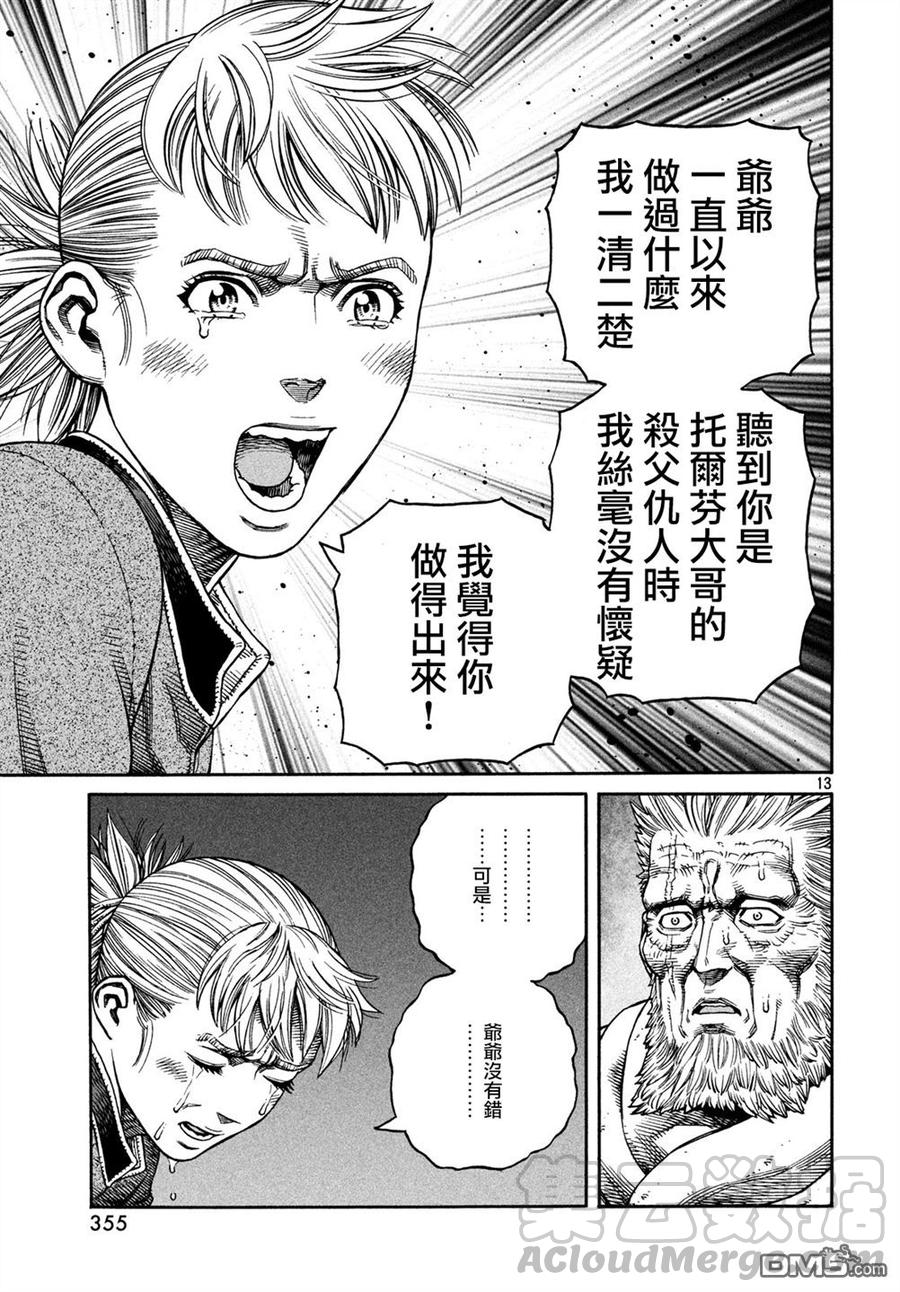 爺爺
一直以來
做過什麼
我一清二楚
聽到你是
托爾芬大哥的
殺父仇人時
我絲毫沒有懷疑
我覺得你
做得出來！
13
………
………
…可是…
爺爺沒有錯
…………
355
集云数据
ACloudMerge.com
DM5.com